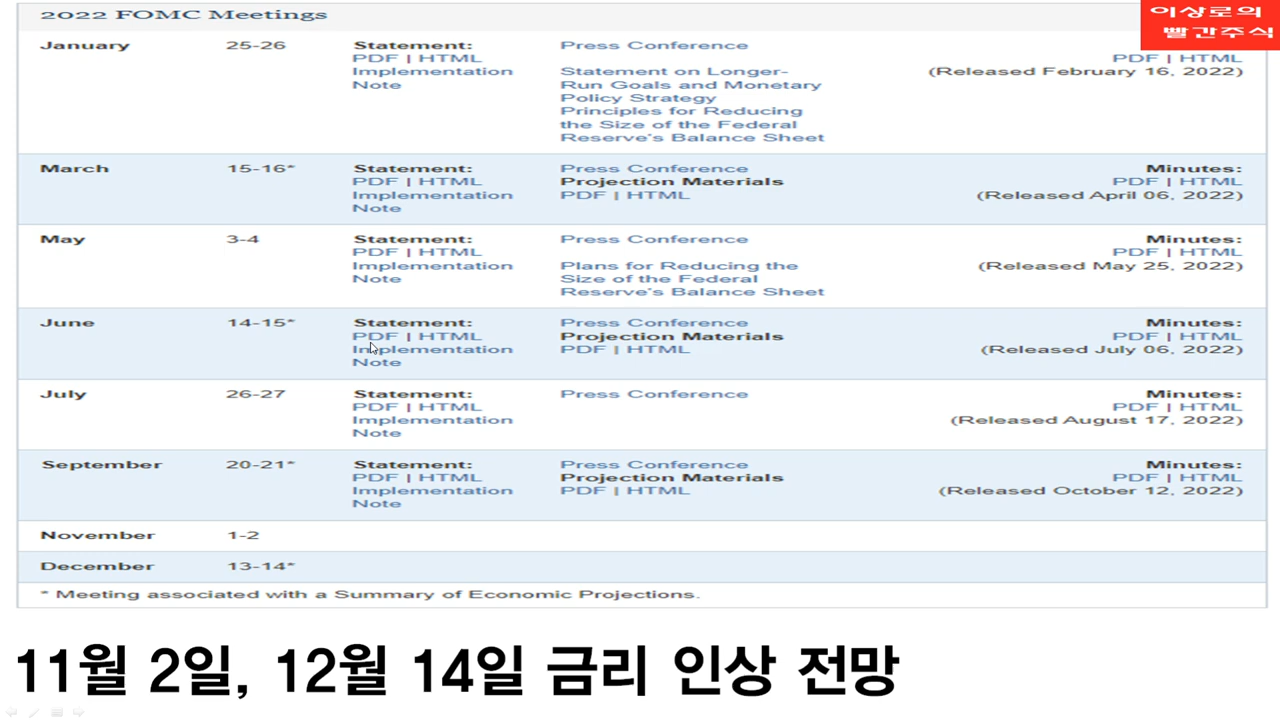 2022 FOMC Meetings
이상로의
빨간주식
January 25-26 Statement: Press Conference
PDF | HTML PDF | HTML
Implementation Statement on Longer- (Released February 16, 2022)
Note Run Goals and Monetary
Policy Strategy
Principles for Reducing
the Size of the Federal
Reserve's Balance Sheet
March 15-16* Statement: Press Conference Minutes:
PDF | HTML Projection Materials PDF | HTML
Implementation PDF | HTML (Released April 06, 2022)
Note
May 3-4 Statement: Press Conference Minutes:
PDF | HTML PDF | HTML
Implementation Plans for Reducing the (Released May 25, 2022)
Note Size of the Federal
Reserve's Balance Sheet
June 14-15* Statement: Press Conference Minutes:
PDF | HTML Projection Materials PDF | HTML
Implementation PDF | HTML (Released July 06, 2022)
Note
July 26-27 Statement: Press Conference Minutes:
PDF | HTML PDF | HTML
Implementation (Released August 17, 2022)
Note
September 20-21* Statement: Press Conference Minutes:
PDF | HTML Projection Materials PDF | HTML
Implementation PDF | HTML (Released October 12, 2022)
Note
November 1-2
December 13-14*
* Meeting associated with a Summary of Economic Projections.
11월 2일, 12월 14일 금리 인상 전망